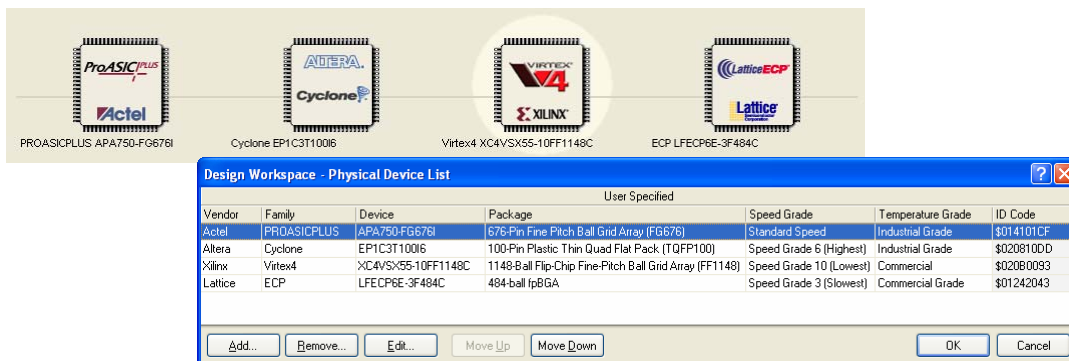 ProASIC PLUS
Actel
PROASICPLUS APA750-FG676I
ALTERA.
Cyclone
Cyclone EP1C3T100I6
VIRTEX
4
XILINX
Virtex4 XC4VSX55-10FF1148C
LatticeECP
Lattice
Semiconductor
Corporation
ECP LFECP6E-3F484C
Design Workspace - Physical Device List
User Specified
Vendor Family Device Package Speed Grade Temperature Grade ID Code
Actel PROASICPLUS APA750-FG676I 676-Pin Fine Pitch Ball Grid Array (FG676) Standard Speed Industrial Grade $014101CF
Altera Cyclone EP1C3T100I6 100-Pin Plastic Thin Quad Flat Pack (TQFP100) Speed Grade 6 (Highest) Industrial Grade $020810DD
Xilinx Virtex4 XC4VSX55-10FF1148C 1148-Ball Flip-Chip Fine-Pitch Ball Grid Array (FF1148) Speed Grade 10 (Lowest) Commercial $020B0093
Lattice ECP LFECP6E-3F484C 484-ball fpBGA Speed Grade 3 (Slowest) Commercial Grade $01242043
Add... Remove... Edit... Move Up Move Down OK Cancel